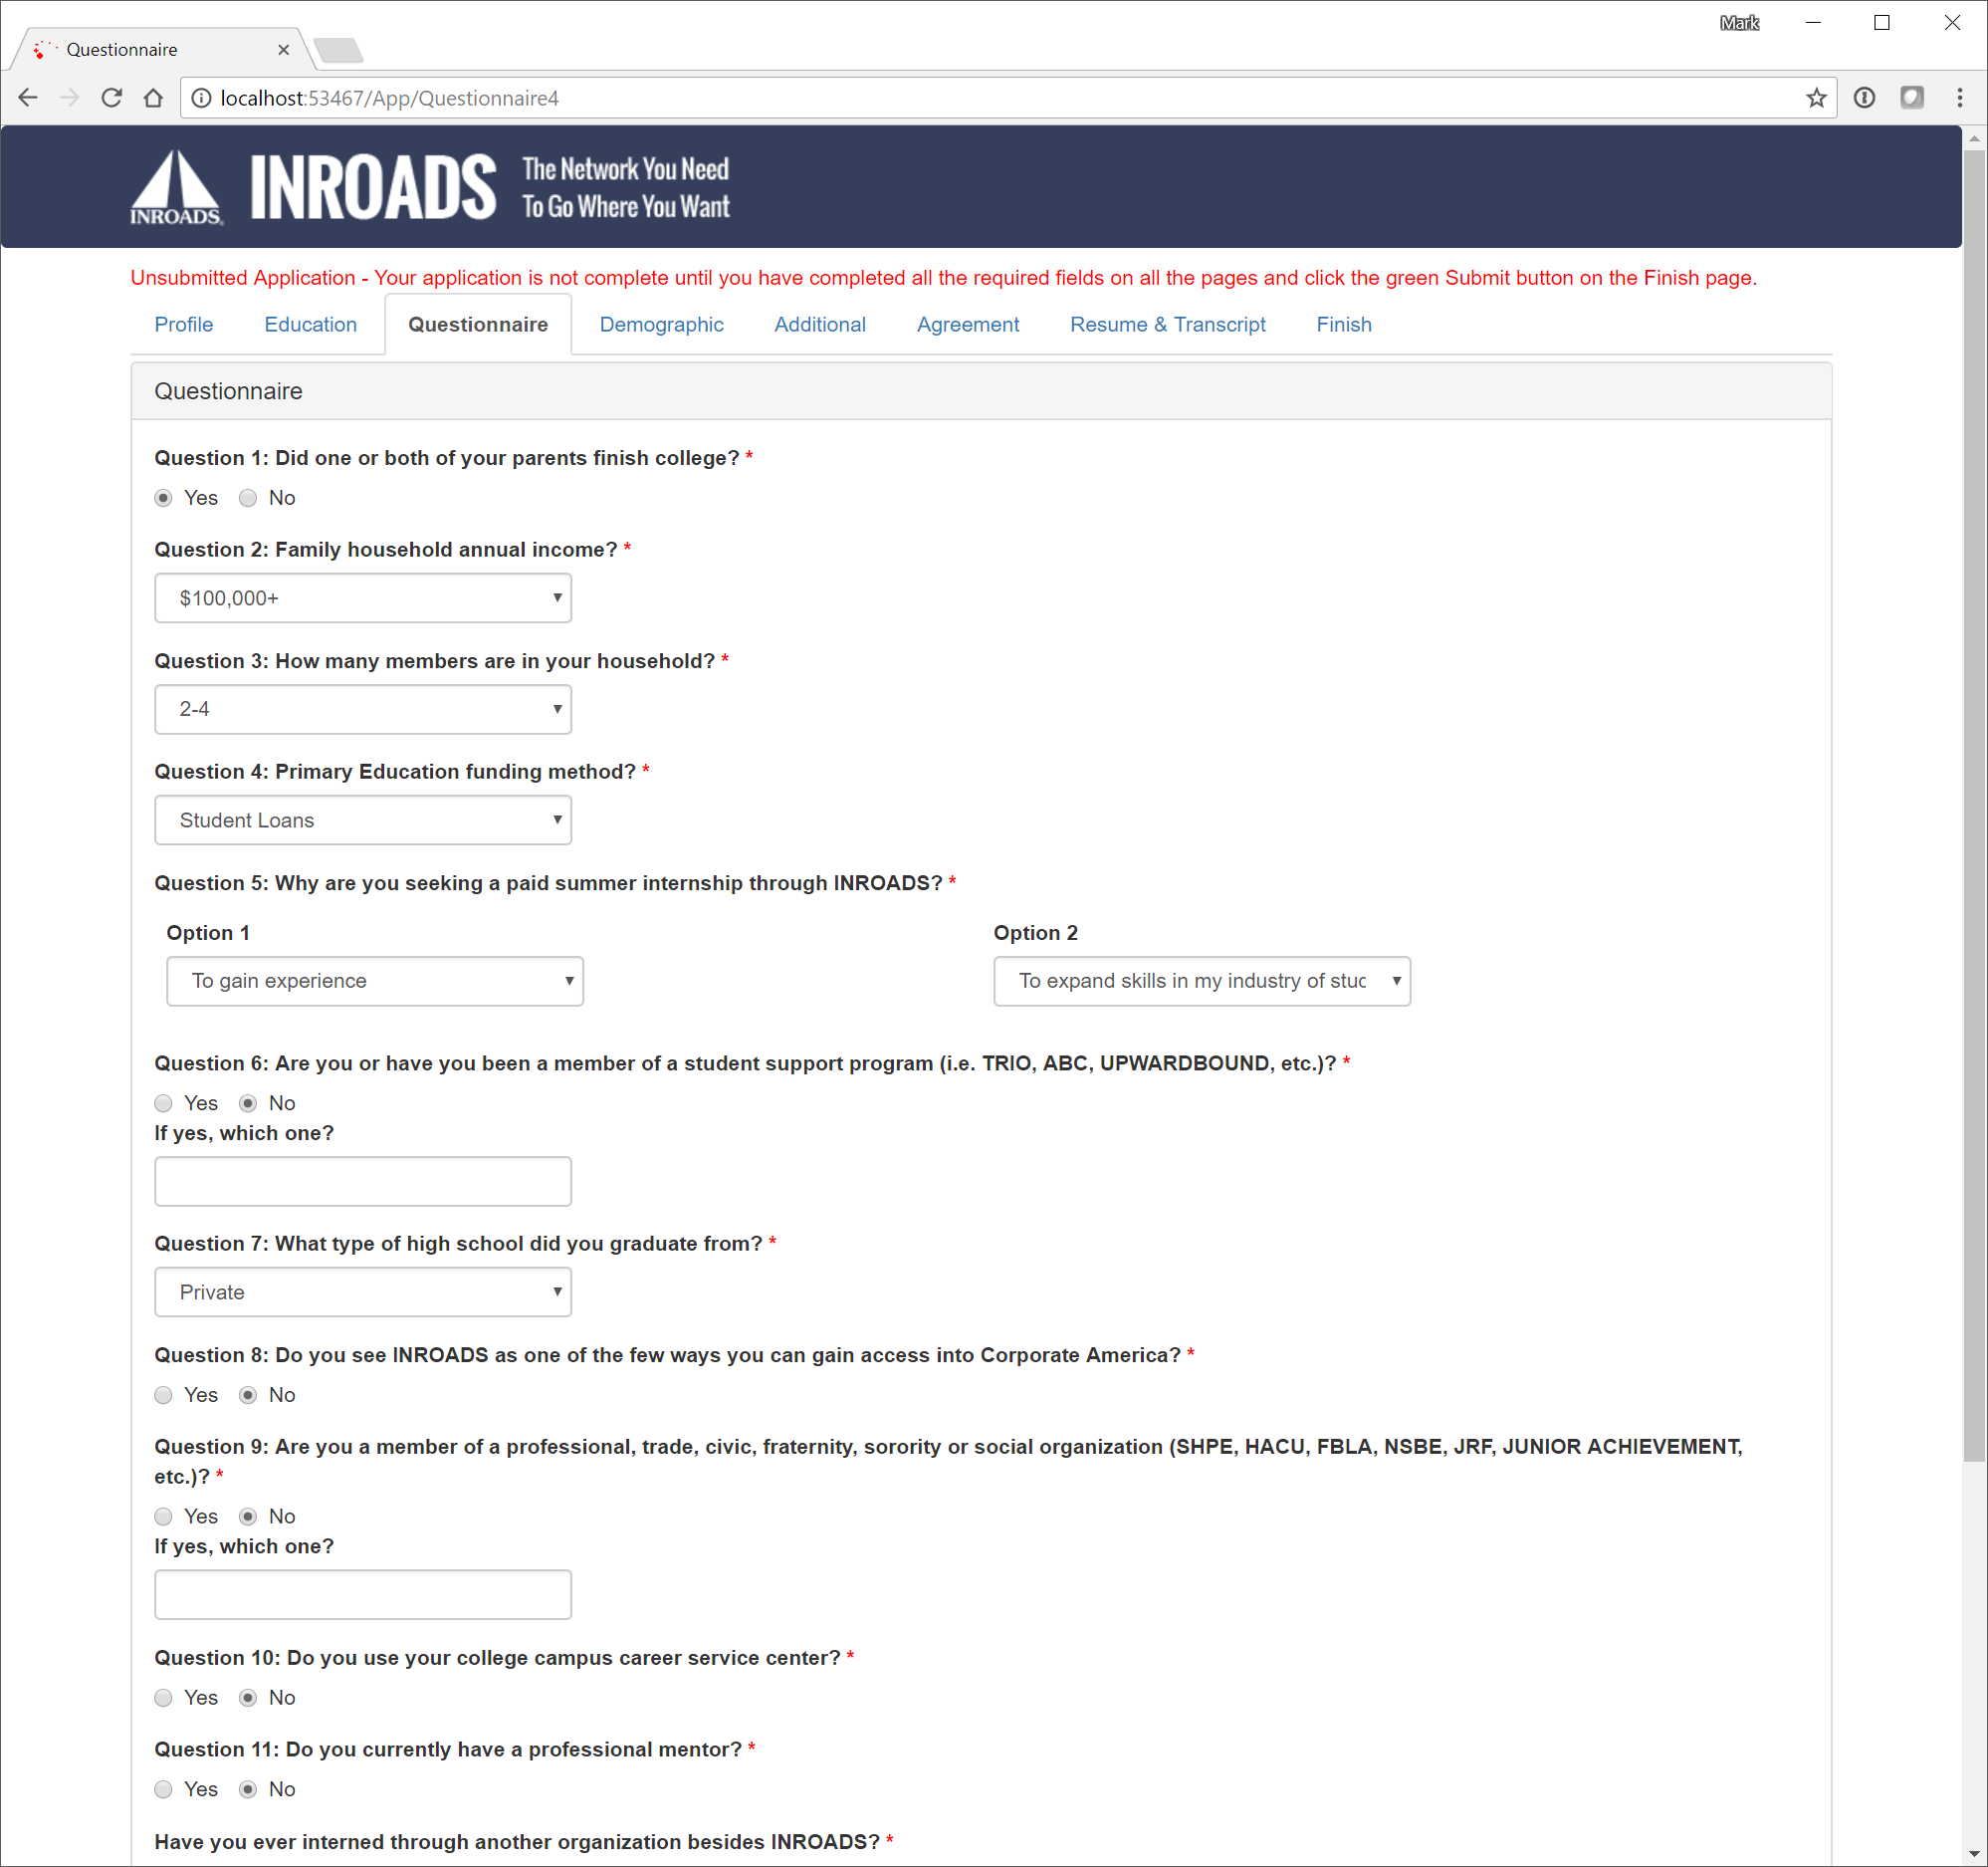 Mark
Questionnaire
localhost:53467/App/Questionnaire4
INROADS
INROADS
The Network You Need
To Go Where You Want
Unsubmitted Application - Your application is not complete until you have completed all the required fields on all the pages and click the green Submit button on the Finish page.
Profile Education Questionnaire Demographic Additional Agreement Resume & Transcript Finish
Questionnaire
Question 1: Did one or both of your parents finish college? *
Yes No
Question 2: Family household annual income? *
$100,000+
Question 3: How many members are in your household? *
2-4
Question 4: Primary Education funding method? *
Student Loans
Question 5: Why are you seeking a paid summer internship through INROADS? *
Option 1 Option 2
To gain experience To expand skills in my industry of stud
Question 6: Are you or have you been a member of a student support program (i.e. TRIO, ABC, UPWARDBOUND, etc.)? *
Yes No
If yes, which one?
Question 7: What type of high school did you graduate from? *
Private
Question 8: Do you see INROADS as one of the few ways you can gain access into Corporate America? *
Yes No
Question 9: Are you a member of a professional, trade, civic, fraternity, sorority or social organization (SHPE, HACU, FBLA, NSBE, JRF, JUNIOR ACHIEVEMENT,
etc.)? *
Yes No
If yes, which one?
Question 10: Do you use your college campus career service center? *
Yes No
Question 11: Do you currently have a professional mentor? *
Yes No
Have you ever interned through another organization besides INROADS? *